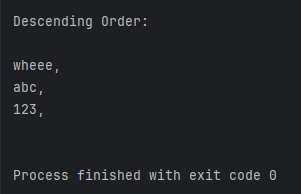 Descending Order:
wheee,
abc,
123,
Process finished with exit code 0